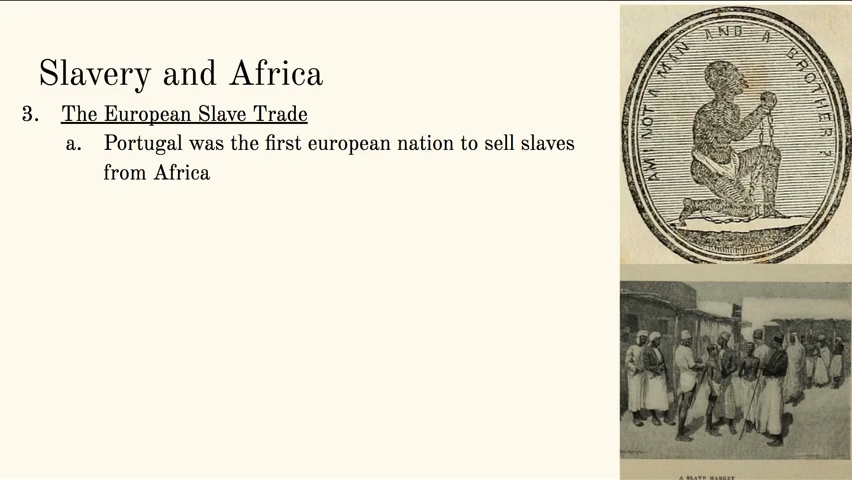 Slavery and Africa
3. The European Slave Trade
a. Portugal was the first european nation to sell slaves
from Africa
AM I NOT A MAN AND A BROTHER?
A SLAVE MARKET